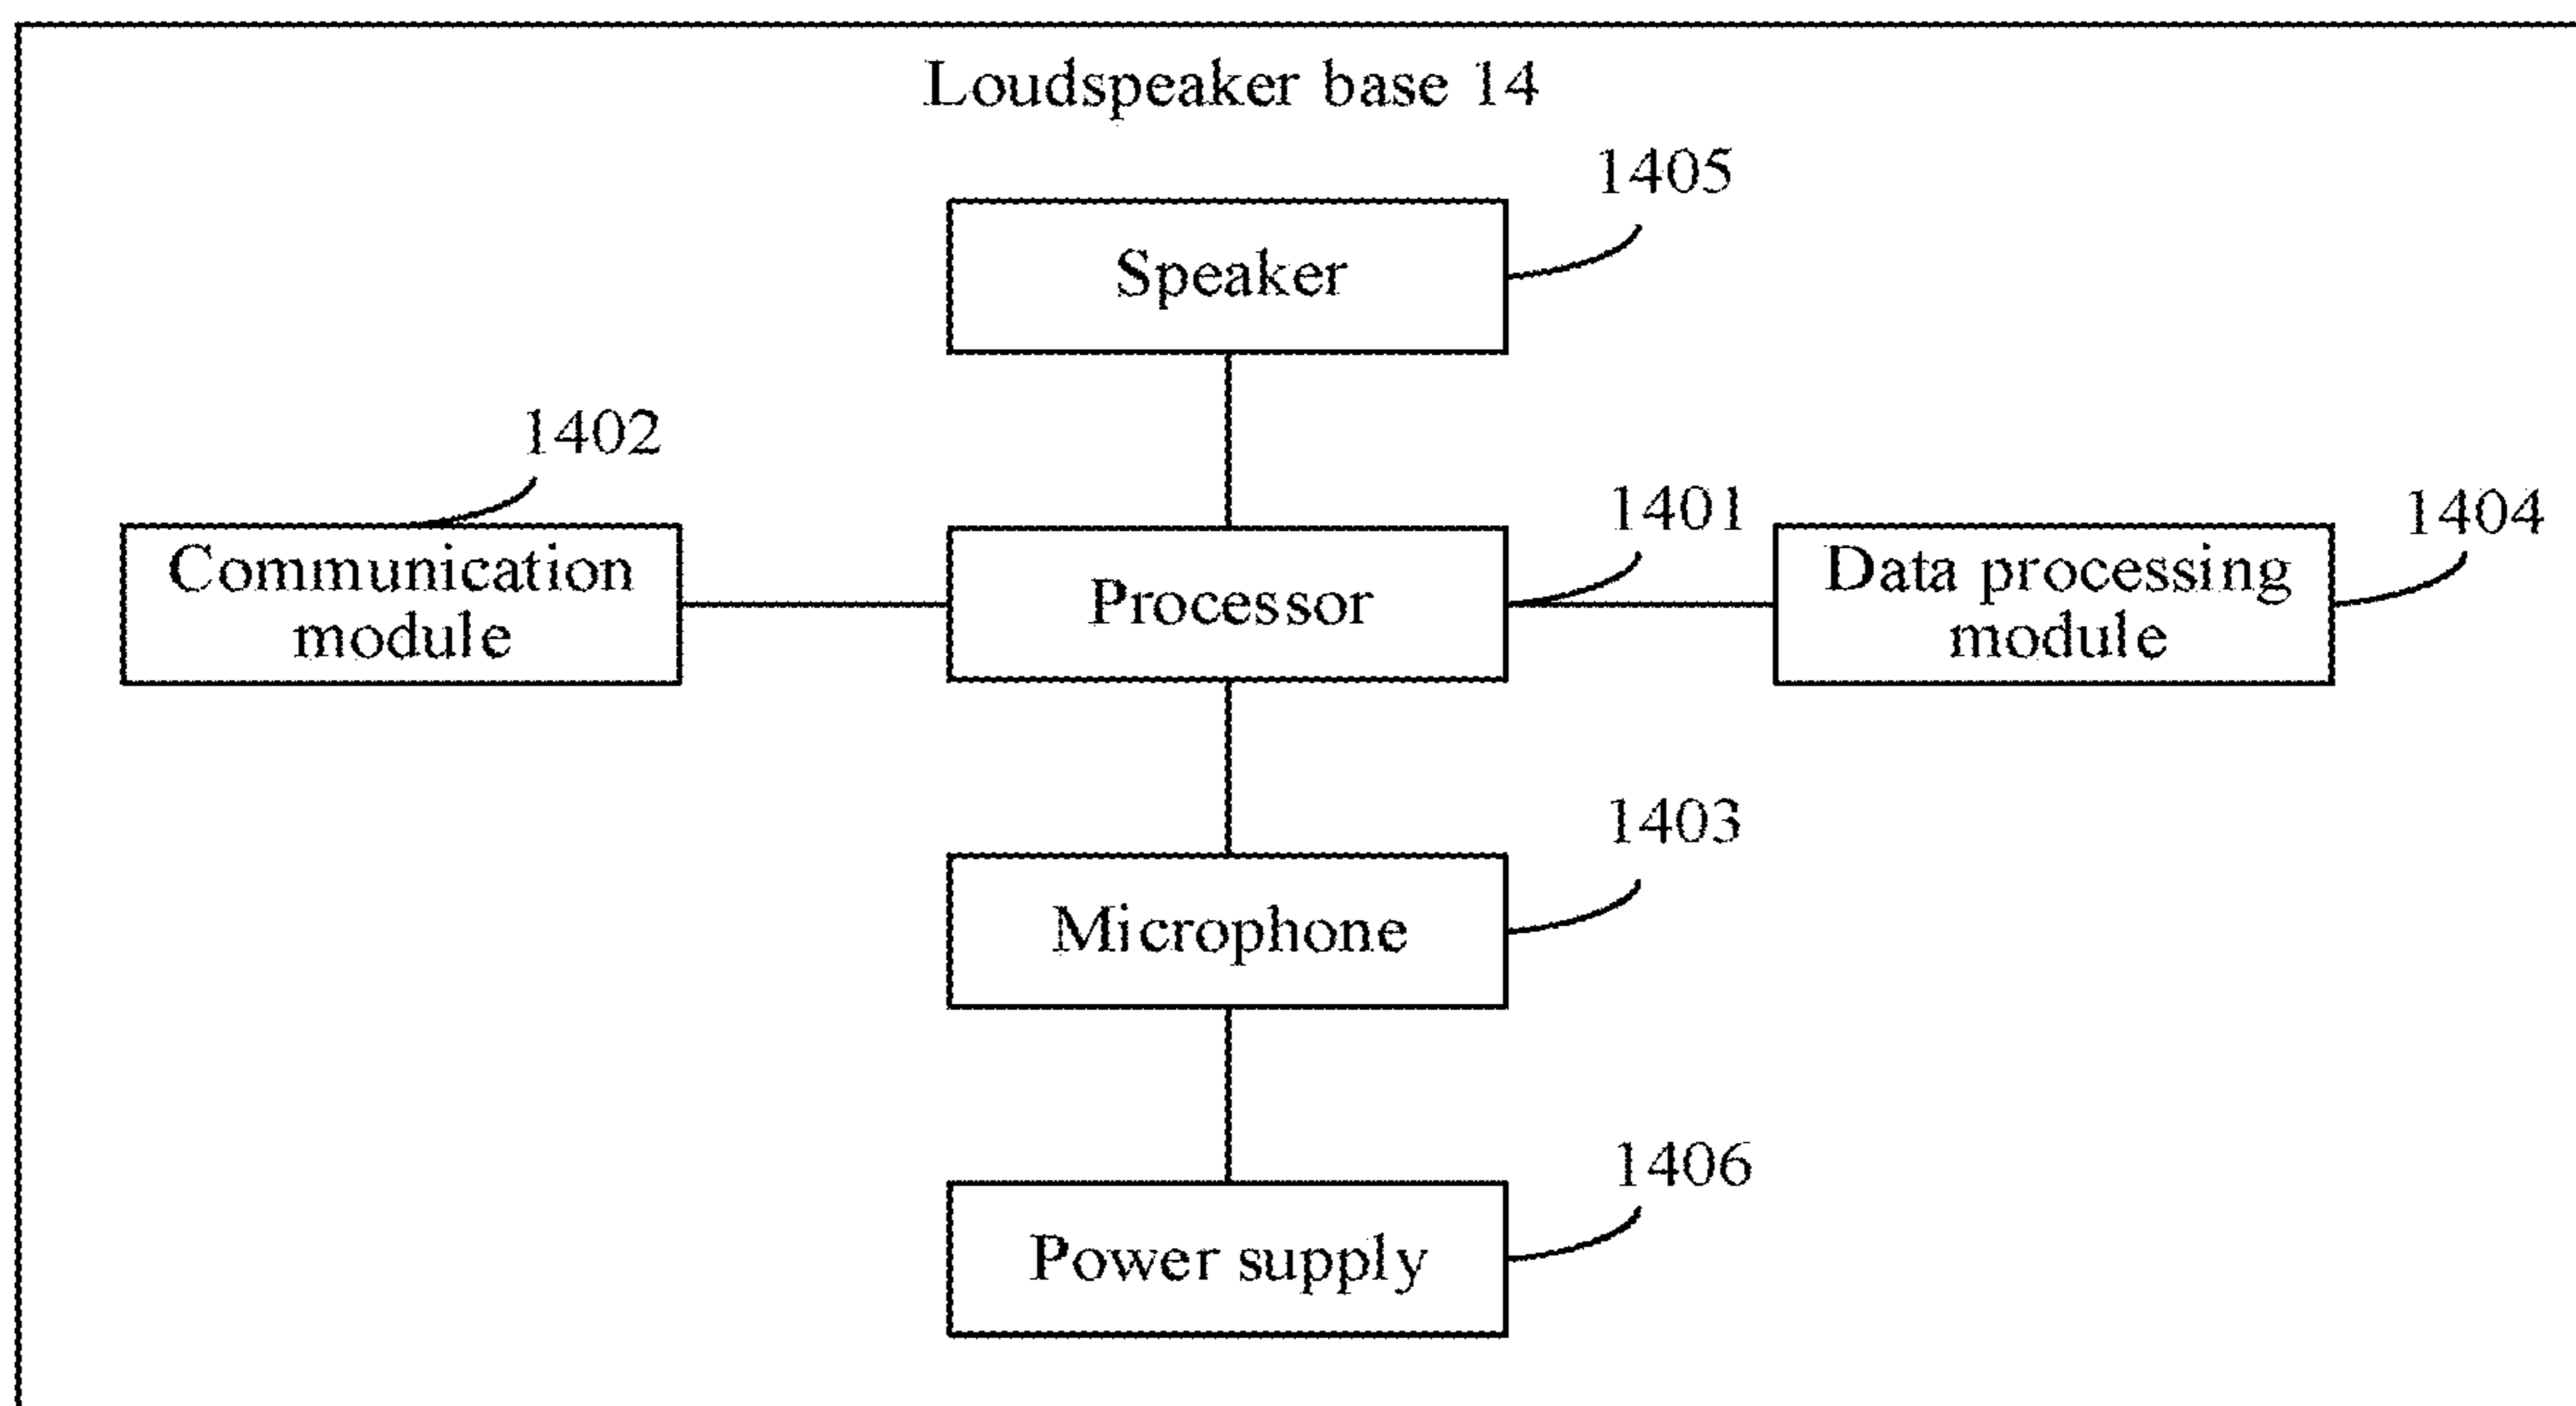 Loudspeaker base 14
1405
Speaker
1402
1401
1404
Communication
module
Processor
Data processing
module
1403
Microphone
1406
Power supply